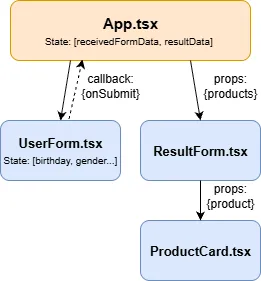 App.tsx
State: [receivedFormData, resultData]
callback:
{onSubmit}
props:
{products}
UserForm.tsx
State: [birthday, gender...]
ResultForm.tsx
props:
{product}
ProductCard.tsx